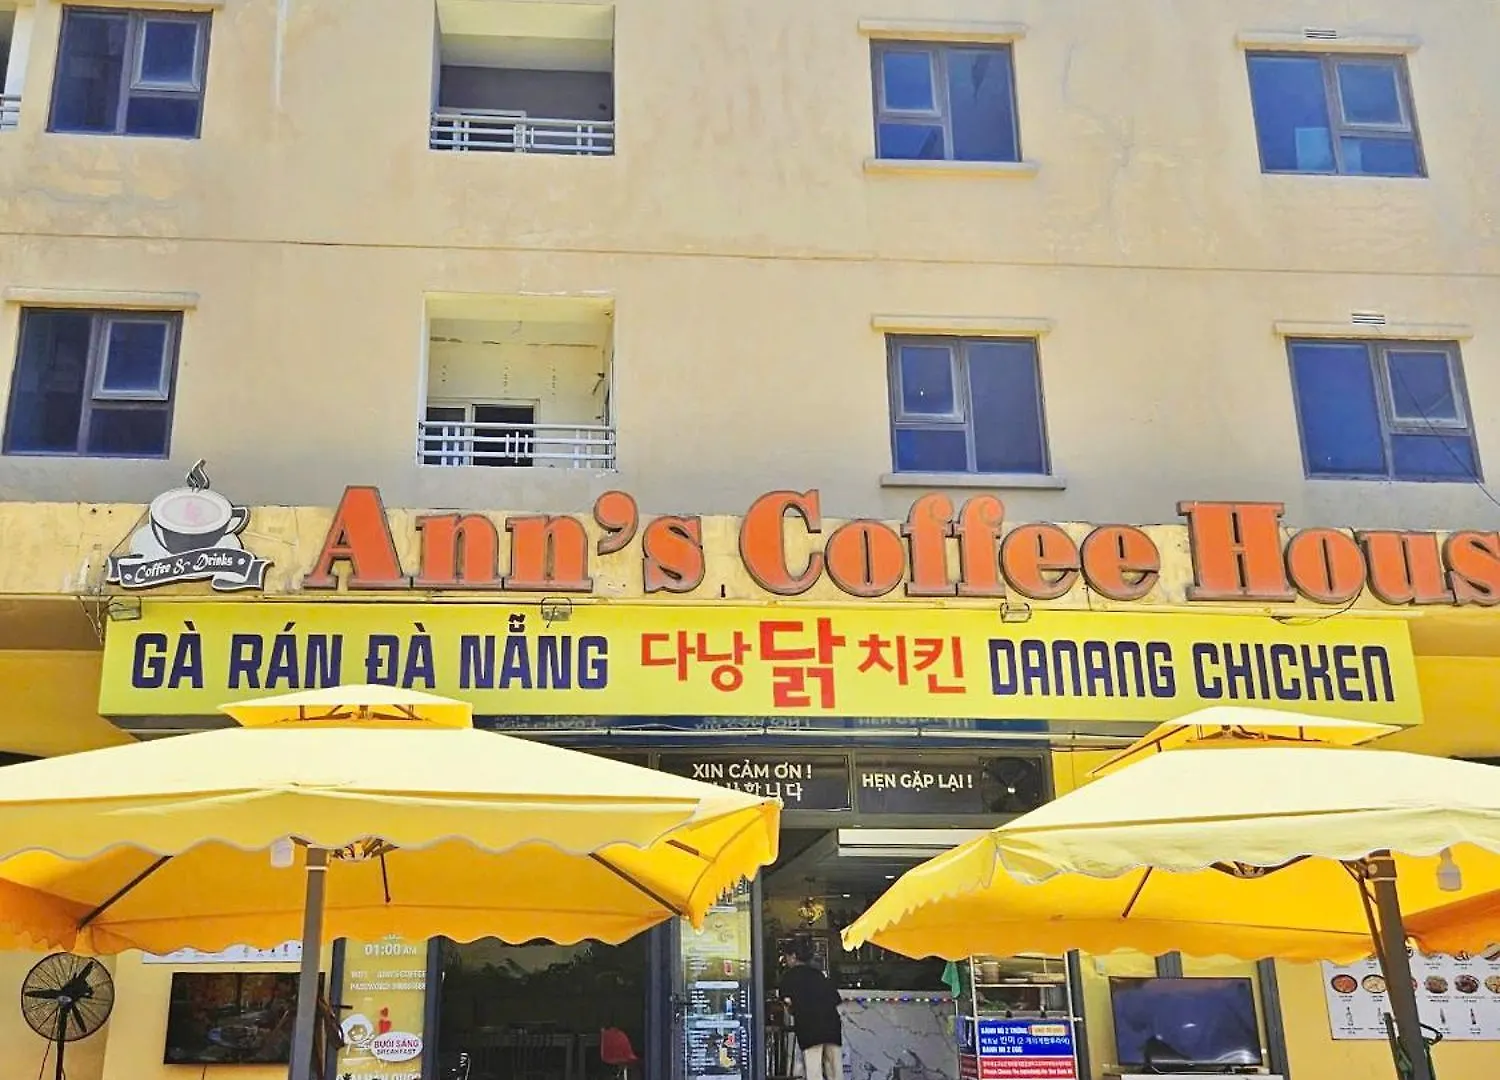 Ann's Coffee Hous
Coffee & Drinks
GÀ RÁN ĐÀ NẴNG 다낭닭치킨 DANANG CHICKEN
XIN CẢM ƠN !
HẸN GẶP LẠI !
01:00 AM
BUỔI SÁNG
BREAKFAST